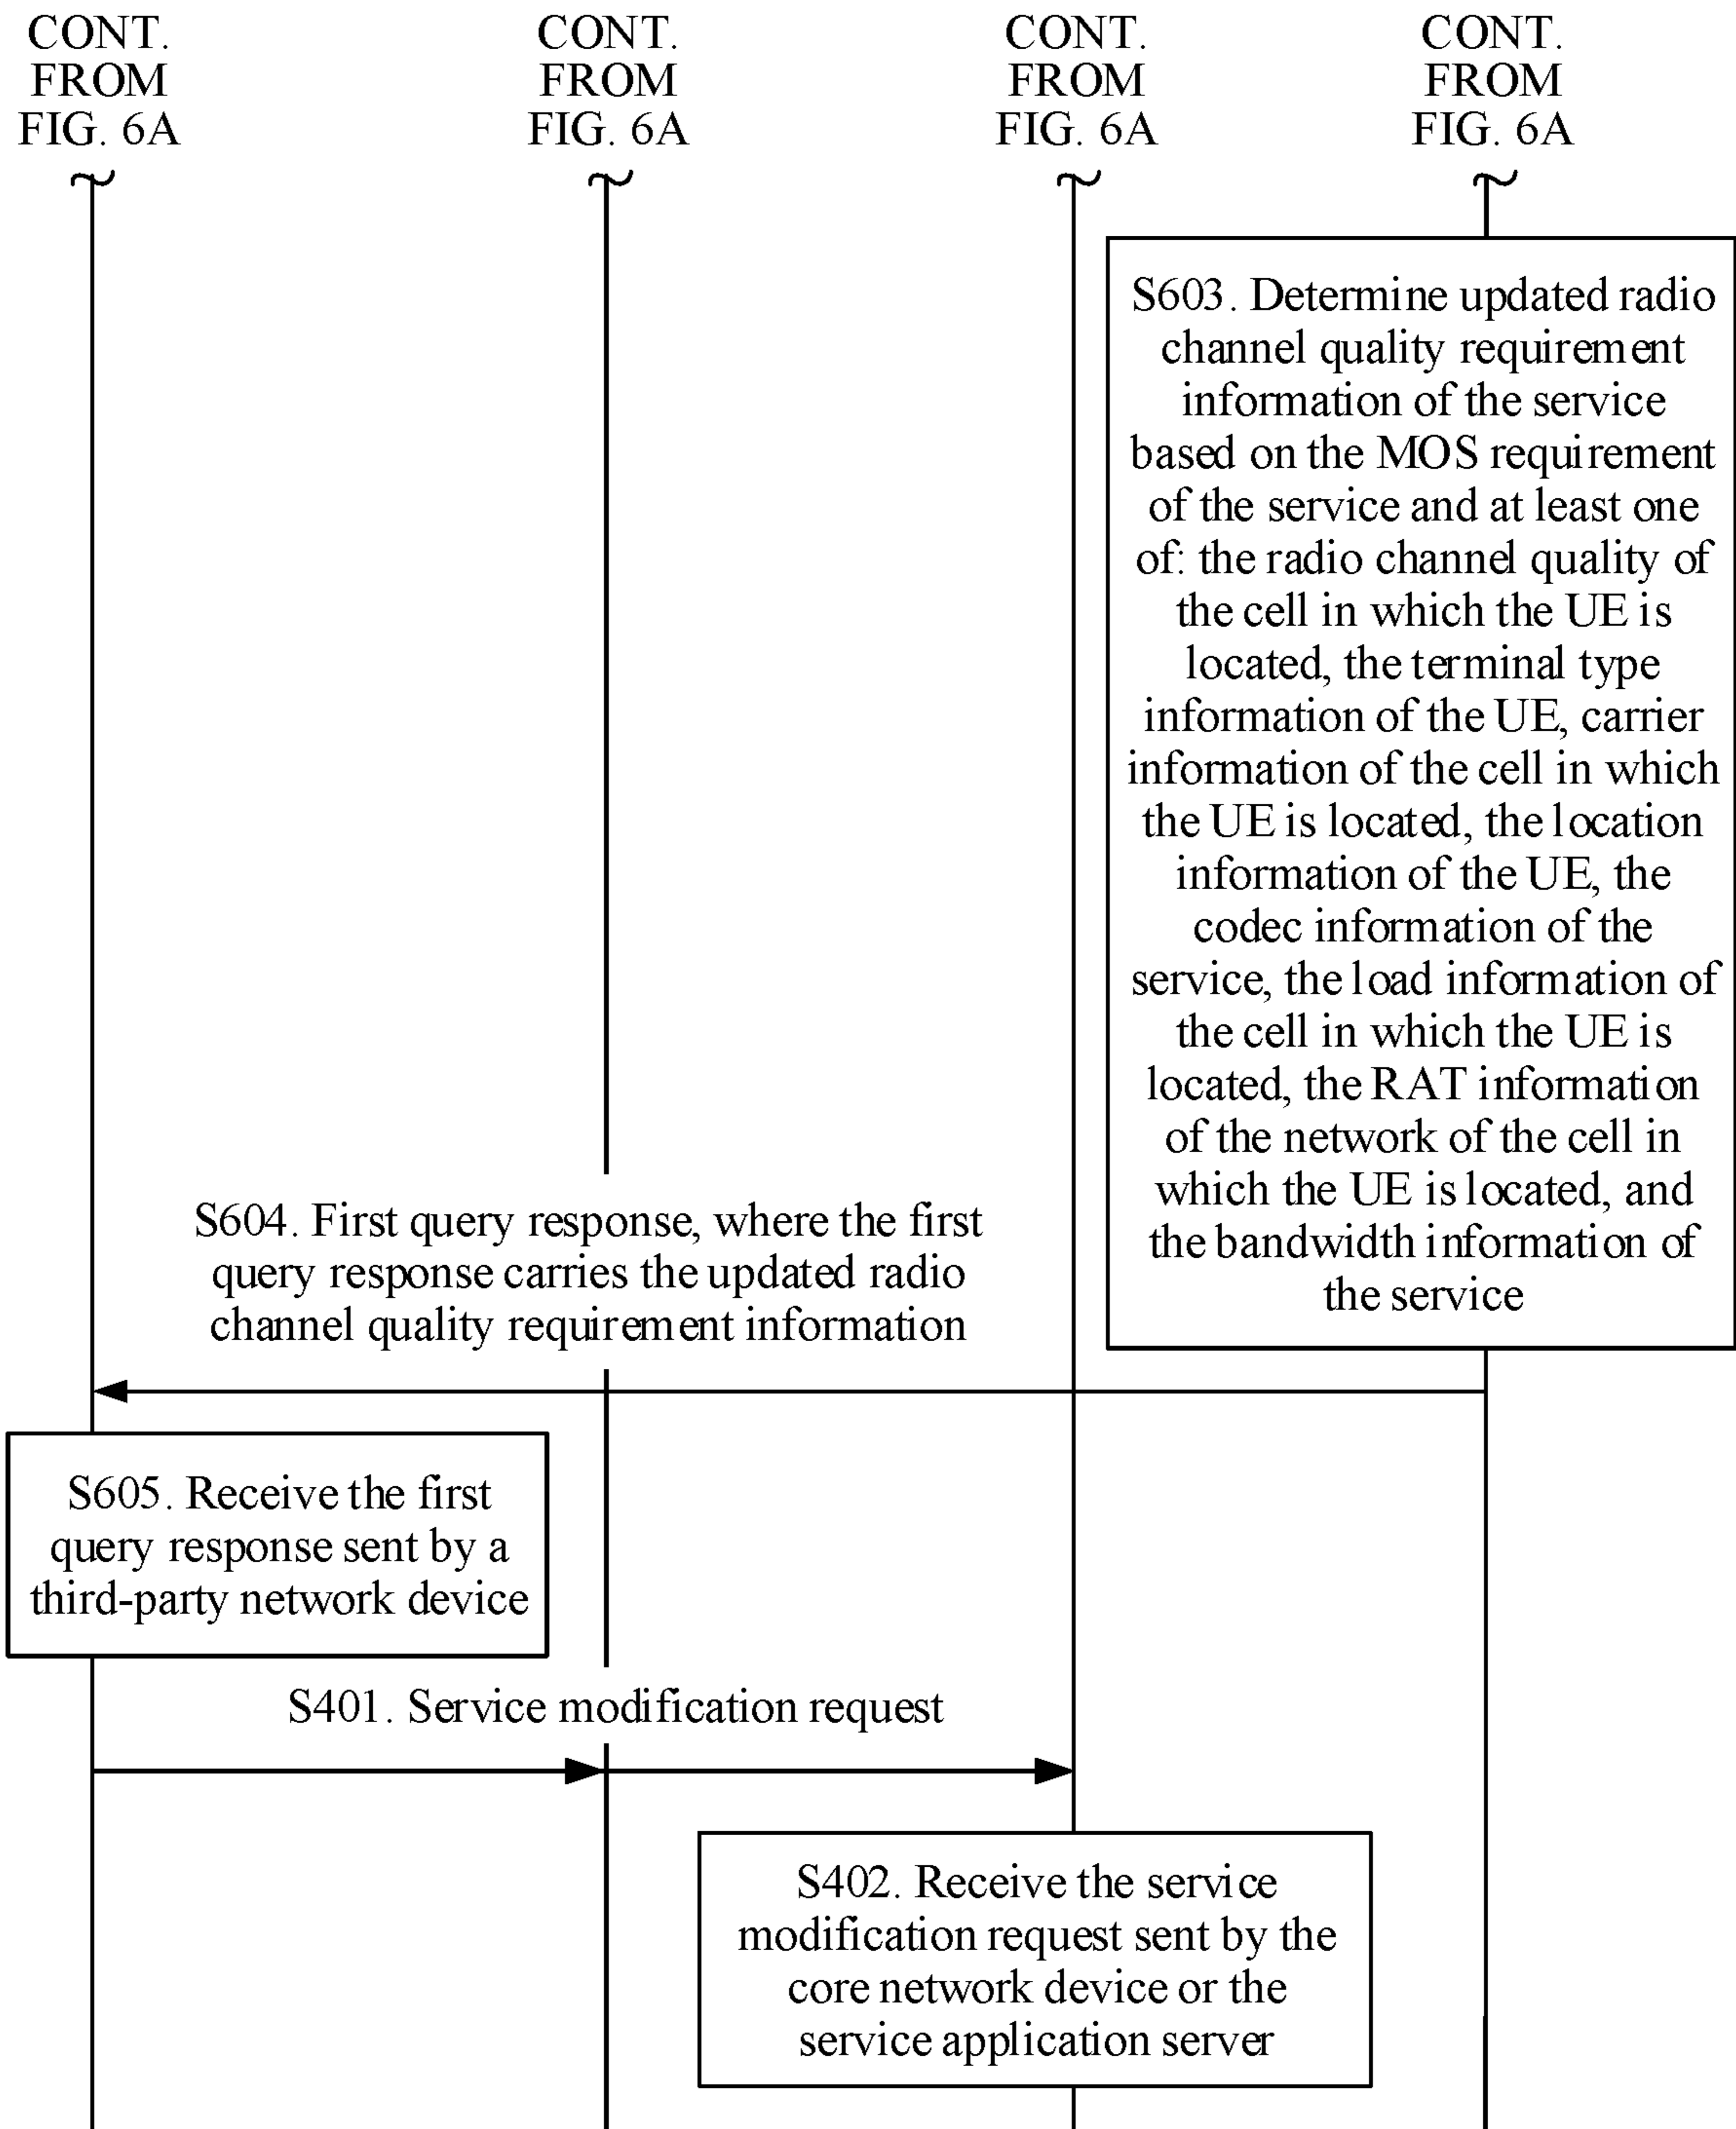 CONT.
FROM
FIG. 6A
CONT.
FROM
FIG. 6A
CONT.
FROM
FIG. 6A
CONT.
FROM
FIG. 6A
S603. Determine updated radio
channel quality requirement
information of the service
based on the MOS requirement
of the service and at least one
of: the radio channel quality of
the cell in which the UE is
located, the terminal type
information of the UE, carrier
information of the cell in which
the UE is located, the location
information of the UE, the
codec information of the
service, the load information of
the cell in which the UE is
located, the RAT information
of the network of the cell in
which the UE is located, and
the bandwidth information of
the service
S604. First query response, where the first
query response carries the updated radio
channel quality requirement information
S605. Receive the first
query response sent by a
third-party network device
S401. Service modification request
S402. Receive the service
modification request sent by the
core network device or the
service application server